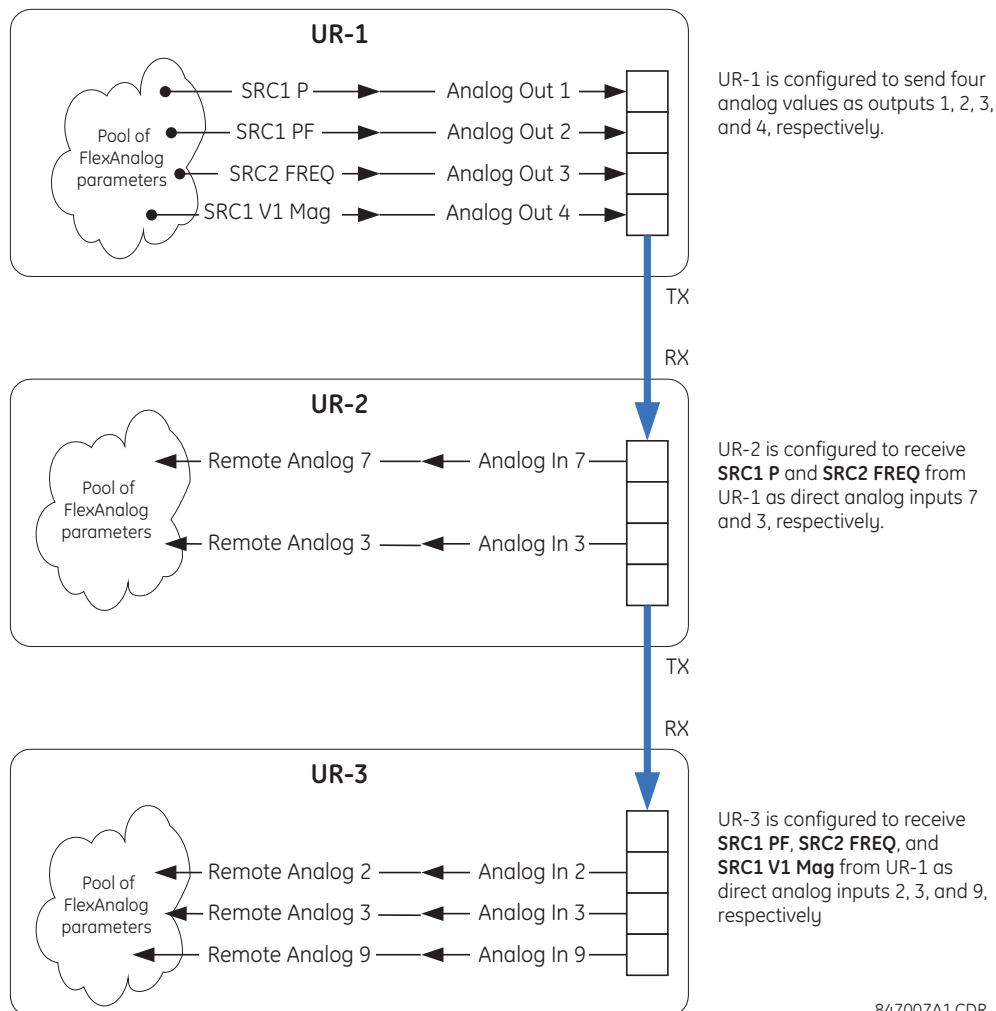 UR-1
SRC1 P
Analog Out 1
SRC1 PF
Analog Out 2
SRC2 FREQ
Analog Out 3
SRC1 V1 Mag
Analog Out 4
Pool of
FlexAnalog
parameters
UR-1 is configured to send four
analog values as outputs 1, 2, 3,
and 4, respectively.
TX
RX
UR-2
Remote Analog 7
Analog In 7
Remote Analog 3
Analog In 3
Pool of
FlexAnalog
parameters
UR-2 is configured to receive
SRC1 P and SRC2 FREQ from
UR-1 as direct analog inputs 7
and 3, respectively.
TX
RX
UR-3
Remote Analog 2
Analog In 2
Remote Analog 3
Analog In 3
Remote Analog 9
Analog In 9
Pool of
FlexAnalog
parameters
UR-3 is configured to receive
SRC1 PF, SRC2 FREQ, and
SRC1 V1 Mag from UR-1 as
direct analog inputs 2, 3, and 9,
respectively
847007A1.CDR